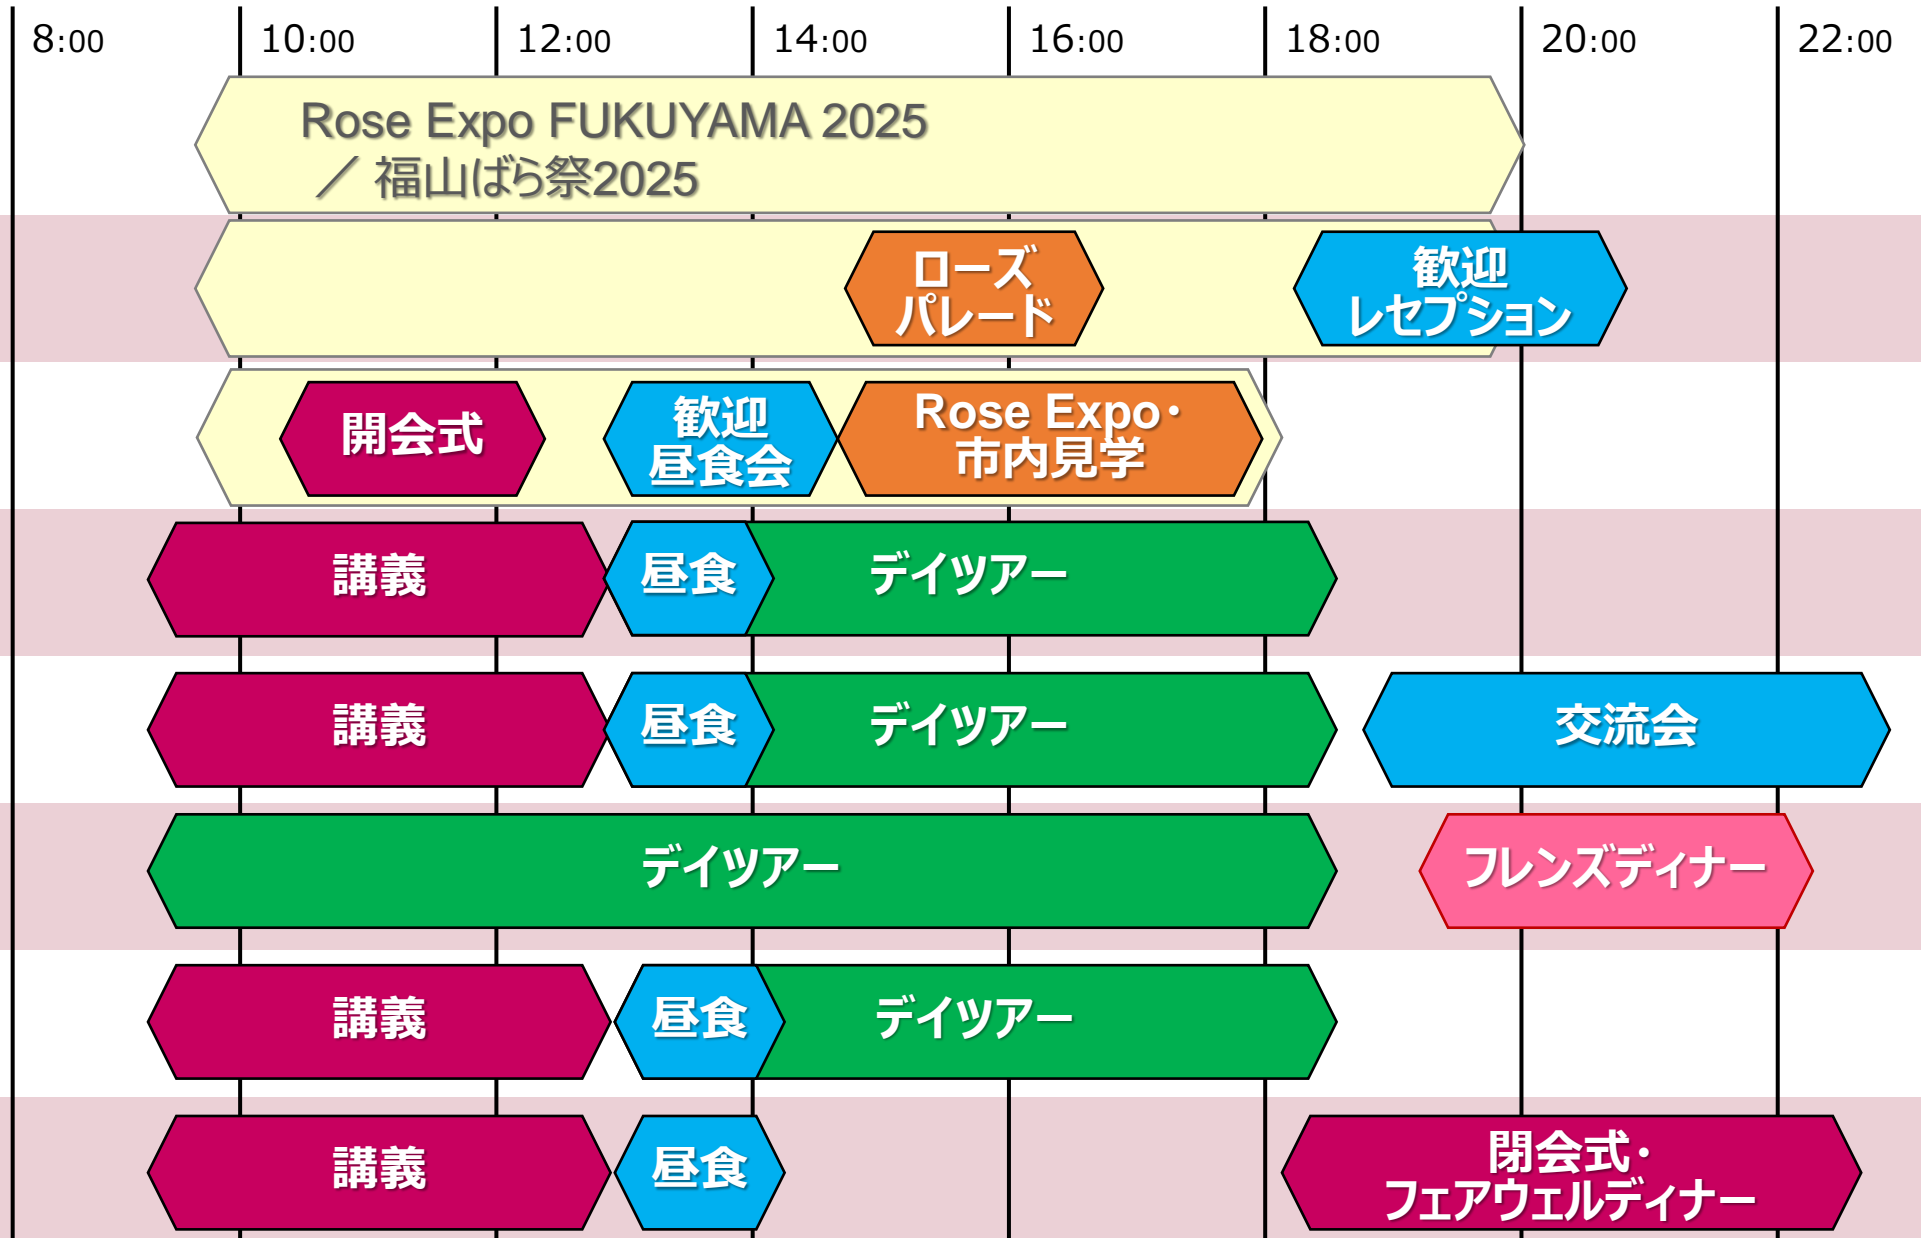 8:00 10:00 12:00 14:00 16:00 18:00 20:00 22:00
Rose Expo FUKUYAMA 2025
／ 福山ばら祭2025
ローズ
パレード
歓迎
レセプション
開会式
歓迎
昼食会
Rose Expo・
市内見学
講義
昼食
デイツアー
講義
昼食
デイツアー
交流会
デイツアー
フレンズディナー
講義
昼食
デイツアー
講義
昼食
閉会式・
フェアウェルディナー